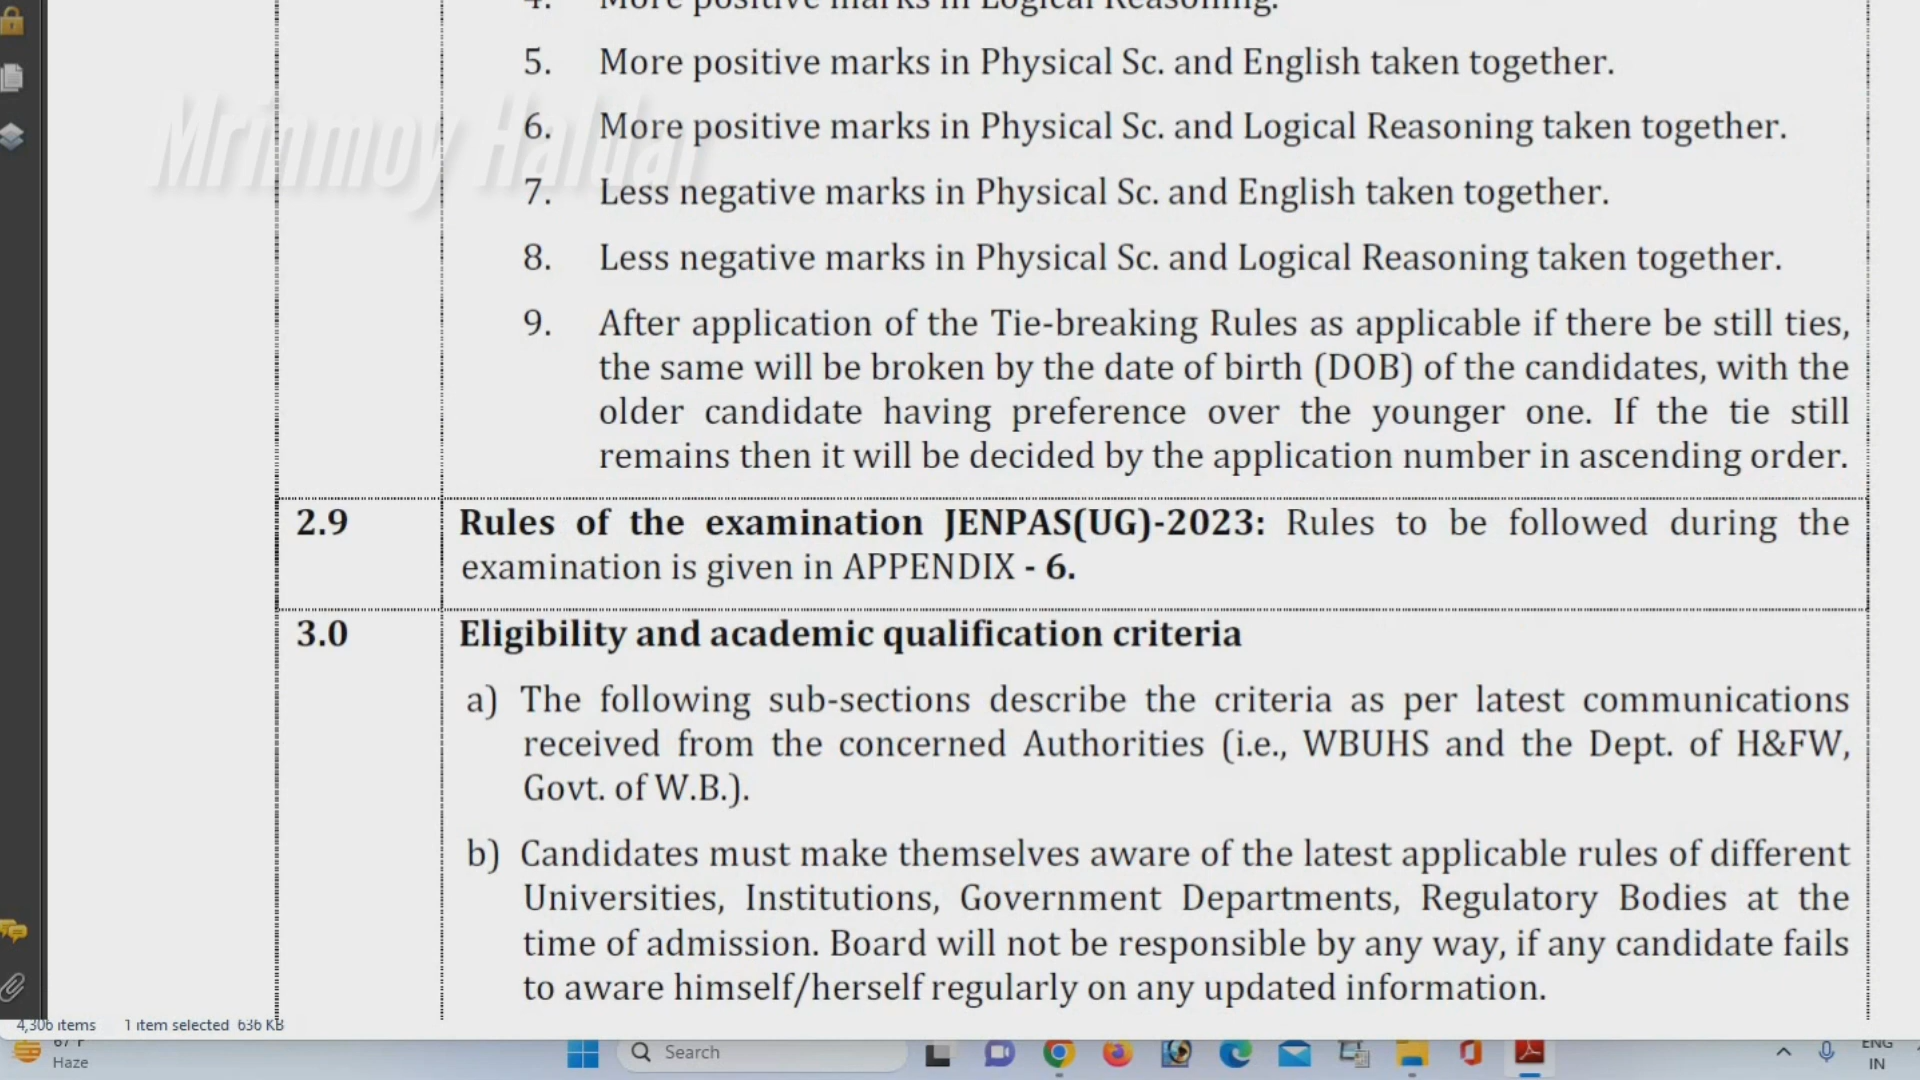 4. More positive marks in Logical Reasoning.
5. More positive marks in Physical Sc. and English taken together.
Mrinmoy Haldar
6. More positive marks in Physical Sc. and Logical Reasoning taken together.
7. Less negative marks in Physical Sc. and English taken together.
8. Less negative marks in Physical Sc. and Logical Reasoning taken together.
9. After application of the Tie-breaking Rules as applicable if there be still ties,
the same will be broken by the date of birth (DOB) of the candidates, with the
older candidate having preference over the younger one. If the tie still
remains then it will be decided by the application number in ascending order.
2.9 Rules of the examination JENPAS(UG)-2023: Rules to be followed during the
examination is given in APPENDIX - 6.
3.0 Eligibility and academic qualification criteria
a) The following sub-sections describe the criteria as per latest communications
received from the concerned Authorities (i.e., WBUHS and the Dept. of H&FW,
Govt. of W.B.).
b) Candidates must make themselves aware of the latest applicable rules of different
Universities, Institutions, Government Departments, Regulatory Bodies at the
time of admission. Board will not be responsible by any way, if any candidate fails
to aware himself/herself regularly on any updated information.
4,306 items 1 item selected 636 KB
67°F
Haze
Search
ENG
IN